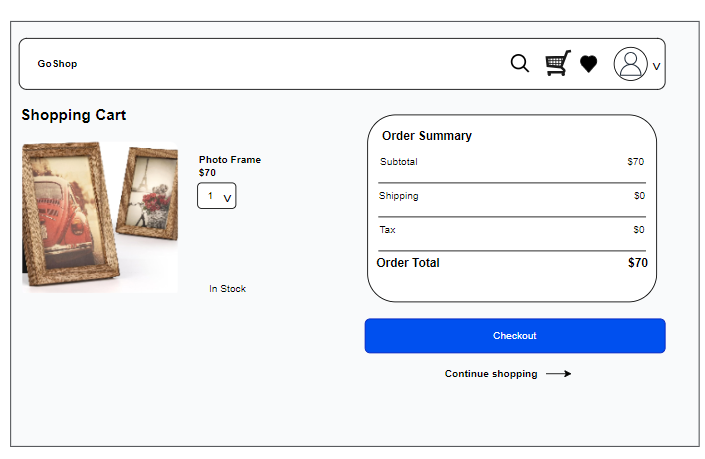 GoShop
Shopping Cart
Photo Frame
$70
1
In Stock
Order Summary
Subtotal $70
Shipping $0
Tax $0
Order Total $70
Checkout
Continue shopping